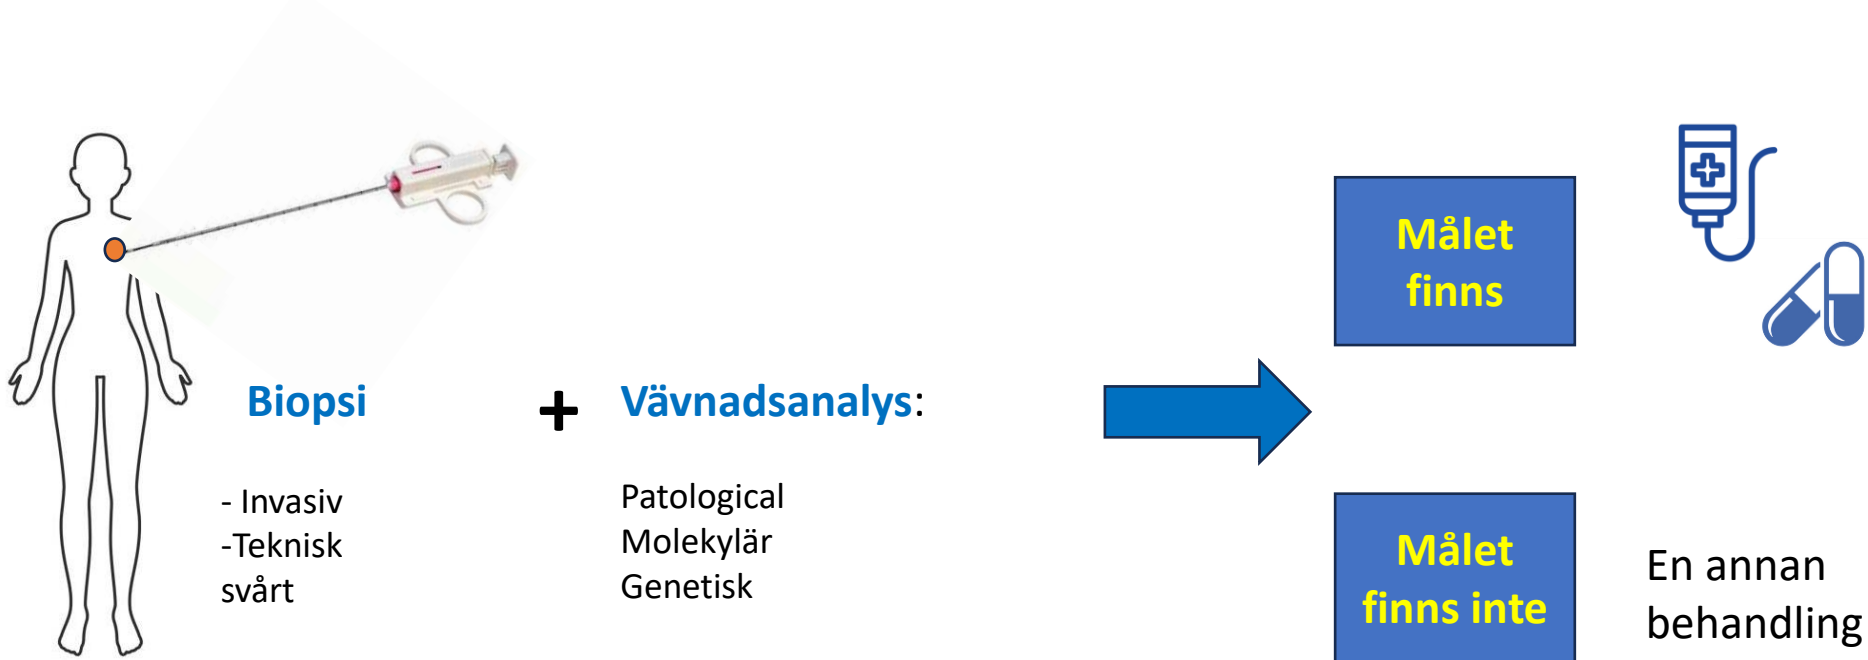 Biopsi
- Invasiv
-Teknisk
svårt
+
Vävnadsanalys:
Patological
Molekylär
Genetisk
Målet
finns
Målet
finns inte
En annan
behandling